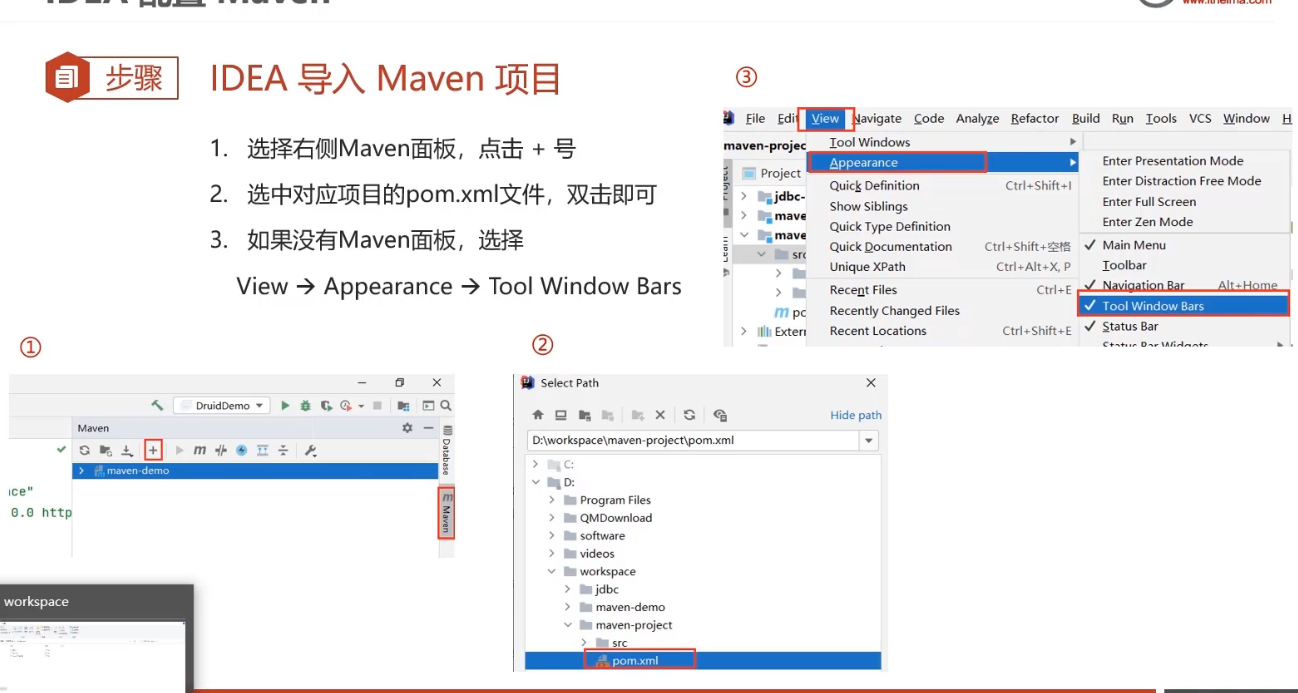 IDEA 配置 Maven
www.itheima.com
步骤
IDEA 导入 Maven 项目
1. 选择右侧Maven面板，点击 + 号
2. 选中对应项目的pom.xml文件，双击即可
3. 如果没有Maven面板，选择
View → Appearance → Tool Window Bars
③
File Edit View Navigate Code Analyze Refactor Build Run Tools VCS Window H
maven-projec
Project
jdbc-
mave
mave
src
po
Extern
Tool Windows
Appearance
Quick Definition Ctrl+Shift+I
Show Siblings
Quick Type Definition
Quick Documentation Ctrl+Shift+空格
Unique XPath Ctrl+Alt+X, P
Recent Files Ctrl+E
Recently Changed Files
Recent Locations Ctrl+Shift+E
Enter Presentation Mode
Enter Distraction Free Mode
Enter Full Screen
Enter Zen Mode
Main Menu
Toolbar
Navigation Bar Alt+Home
Tool Window Bars
Status Bar
Status Bar Widgets
①
DruidDemo
Maven
maven-demo
Database
Maven
ace"
0.0 http
②
Select Path
Hide path
D:\workspace\maven-project\pom.xml
C:
D:
Program Files
QMDownload
software
videos
workspace
jdbc
maven-demo
maven-project
src
pom.xml
workspace